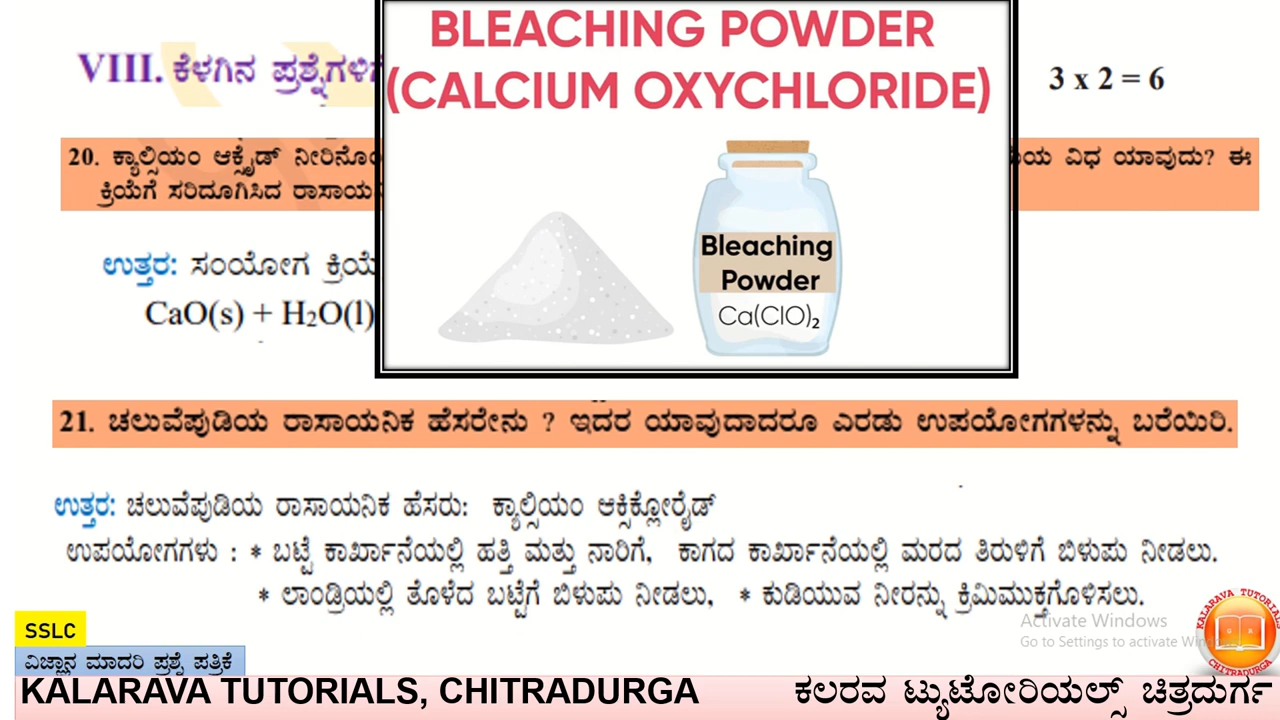 BLEACHING POWDER
(CALCIUM OXYCHLORIDE)
VIII. ಕೆಳಗಿನ
3 x 2 = 6
20. ಕ್ಯಾಲ್ಸಿಯಂ ಆಕ್ಸೈಡ್ ವಿಧ ಯಾವುದು? ಈ
ಕ್ರಿಯೆಗೆ ಸರಿದೂಗಿಸಿದ
Bleaching
Powder
Ca(ClO)₂
ಉತ್ತರ: ಸಂಯೋಗ
CaO(s) + H₂O(l)
21. ಚಲುವೆಪುಡಿಯ ರಾಸಾಯನಿಕ ಹೆಸರೇನು ? ಇದರ ಯಾವುದಾದರೂ ಎರಡು ಉಪಯೋಗಗಳನ್ನು ಬರೆಯಿರಿ.
ಉತ್ತರ: ಚಲುವೆಪುಡಿಯ ರಾಸಾಯನಿಕ ಹೆಸರು: ಕ್ಯಾಲ್ಸಿಯಂ ಆಕ್ಸಿಕ್ಲೋರೈಡ್
ಉಪಯೋಗಗಳು : * ಬಟ್ಟೆ ಕಾರ್ಖಾನೆಯಲ್ಲಿ ಹತ್ತಿ ಮತ್ತು ನಾರಿಗೆ, ಕಾಗದ ಕಾರ್ಖಾನೆಯಲ್ಲಿ ಮರದ ತಿರುಳಿಗೆ ಬಿಳುಪು ನೀಡಲು.
* ಲಾಂಡ್ರಿಯಲ್ಲಿ ತೊಳೆದ ಬಟ್ಟೆಗೆ ಬಿಳುಪು ನೀಡಲು, * ಕುಡಿಯುವ ನೀರನ್ನು ಕ್ರಿಮಿಮುಕ್ತಗೊಳಿಸಲು.
Activate Windows
Go to Settings to activate
SSLC
ವಿಜ್ಞಾನ ಮಾದರಿ ಪ್ರಶ್ನೆ ಪತ್ರಿಕೆ
KALARAVA TUTORIALS
CHITRADURGA
KALARAVA TUTORIALS, CHITRADURGA ಕಲರವ ಟ್ಯುಟೋರಿಯಲ್ಸ್ ಚಿತ್ರದುರ್ಗ